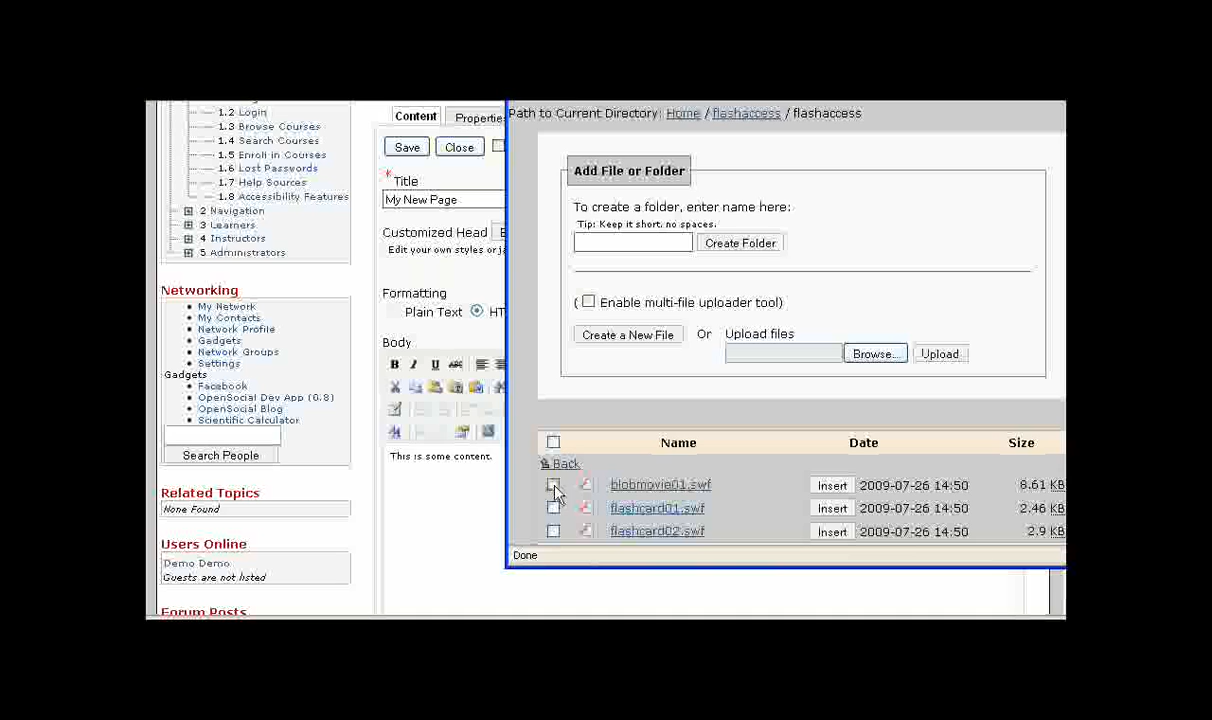 1.2 Login
1.3 Browse Courses
1.4 Search Courses
1.5 Enroll in Courses
1.6 Lost Passwords
1.7 Help Sources
1.8 Accessibility Features
2 Navigation
3 Learners
4 Instructors
5 Administrators
Networking
My Network
My Contacts
Network Profile
Gadgets
Network Groups
Settings
Gadgets
Facebook
OpenSocial Dev App (0.8)
OpenSocial Blog
Scientific Calculator
Search People
Related Topics
None Found
Users Online
Demo Demo
Guests are not listed
Forum Posts
Content Properties
Save Close
* Title
My New Page
Customized Head
Edit your own styles or
Formatting
Plain Text
Body
B I U ABC
This is some content.
Path to Current Directory: Home / flashaccess / flashaccess
Add File or Folder
To create a folder, enter name here:
Tip: Keep it short, no spaces.
Create Folder
( Enable multi-file uploader tool)
Create a New File Or Upload files
Browse... Upload
Name Date Size
Back
blobmovie01.swf Insert 2009-07-26 14:50 8.61 KB
flashcard01.swf Insert 2009-07-26 14:50 2.46 KB
flashcard02.swf Insert 2009-07-26 14:50 2.9 KB
Done